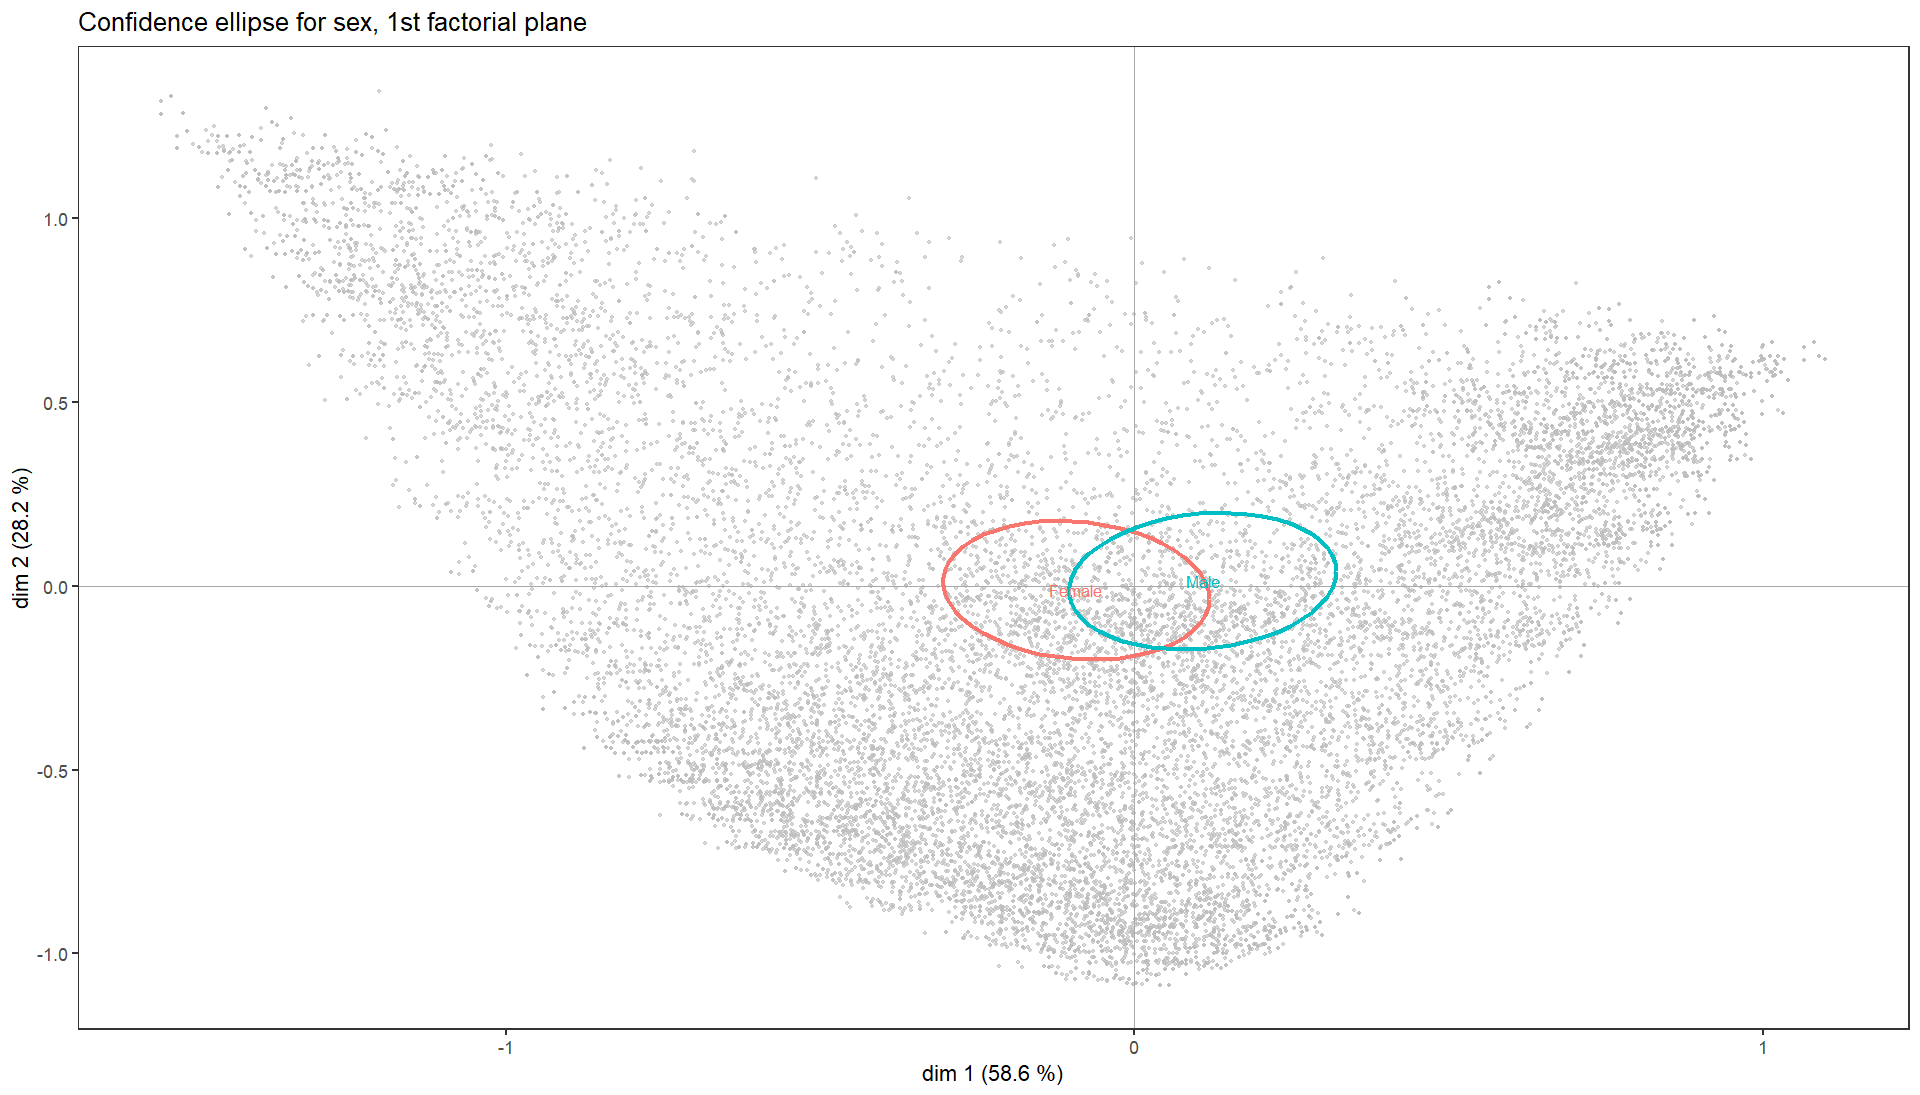 Confidence ellipse for sex, 1st factorial plane
1.0
0.5
0.0
-0.5
-1.0
dim 2 (28.2 %)
Male
Female
-1
0
1
dim 1 (58.6 %)